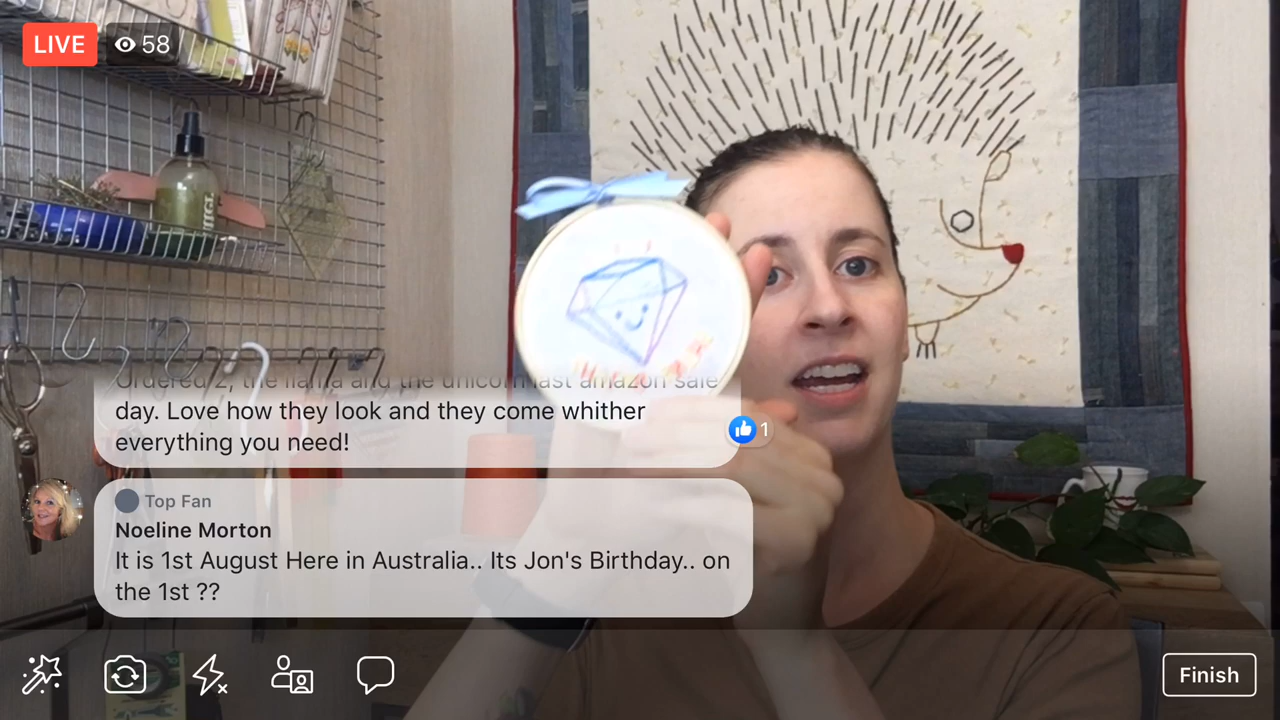 LIVE
58
Ordered 2, the llama and the unicorn last amazon sale
day. Love how they look and they come whither
everything you need!
1
Top Fan
Noeline Morton
It is 1st August Here in Australia.. Its Jon's Birthday.. on
the 1st ??
Finish